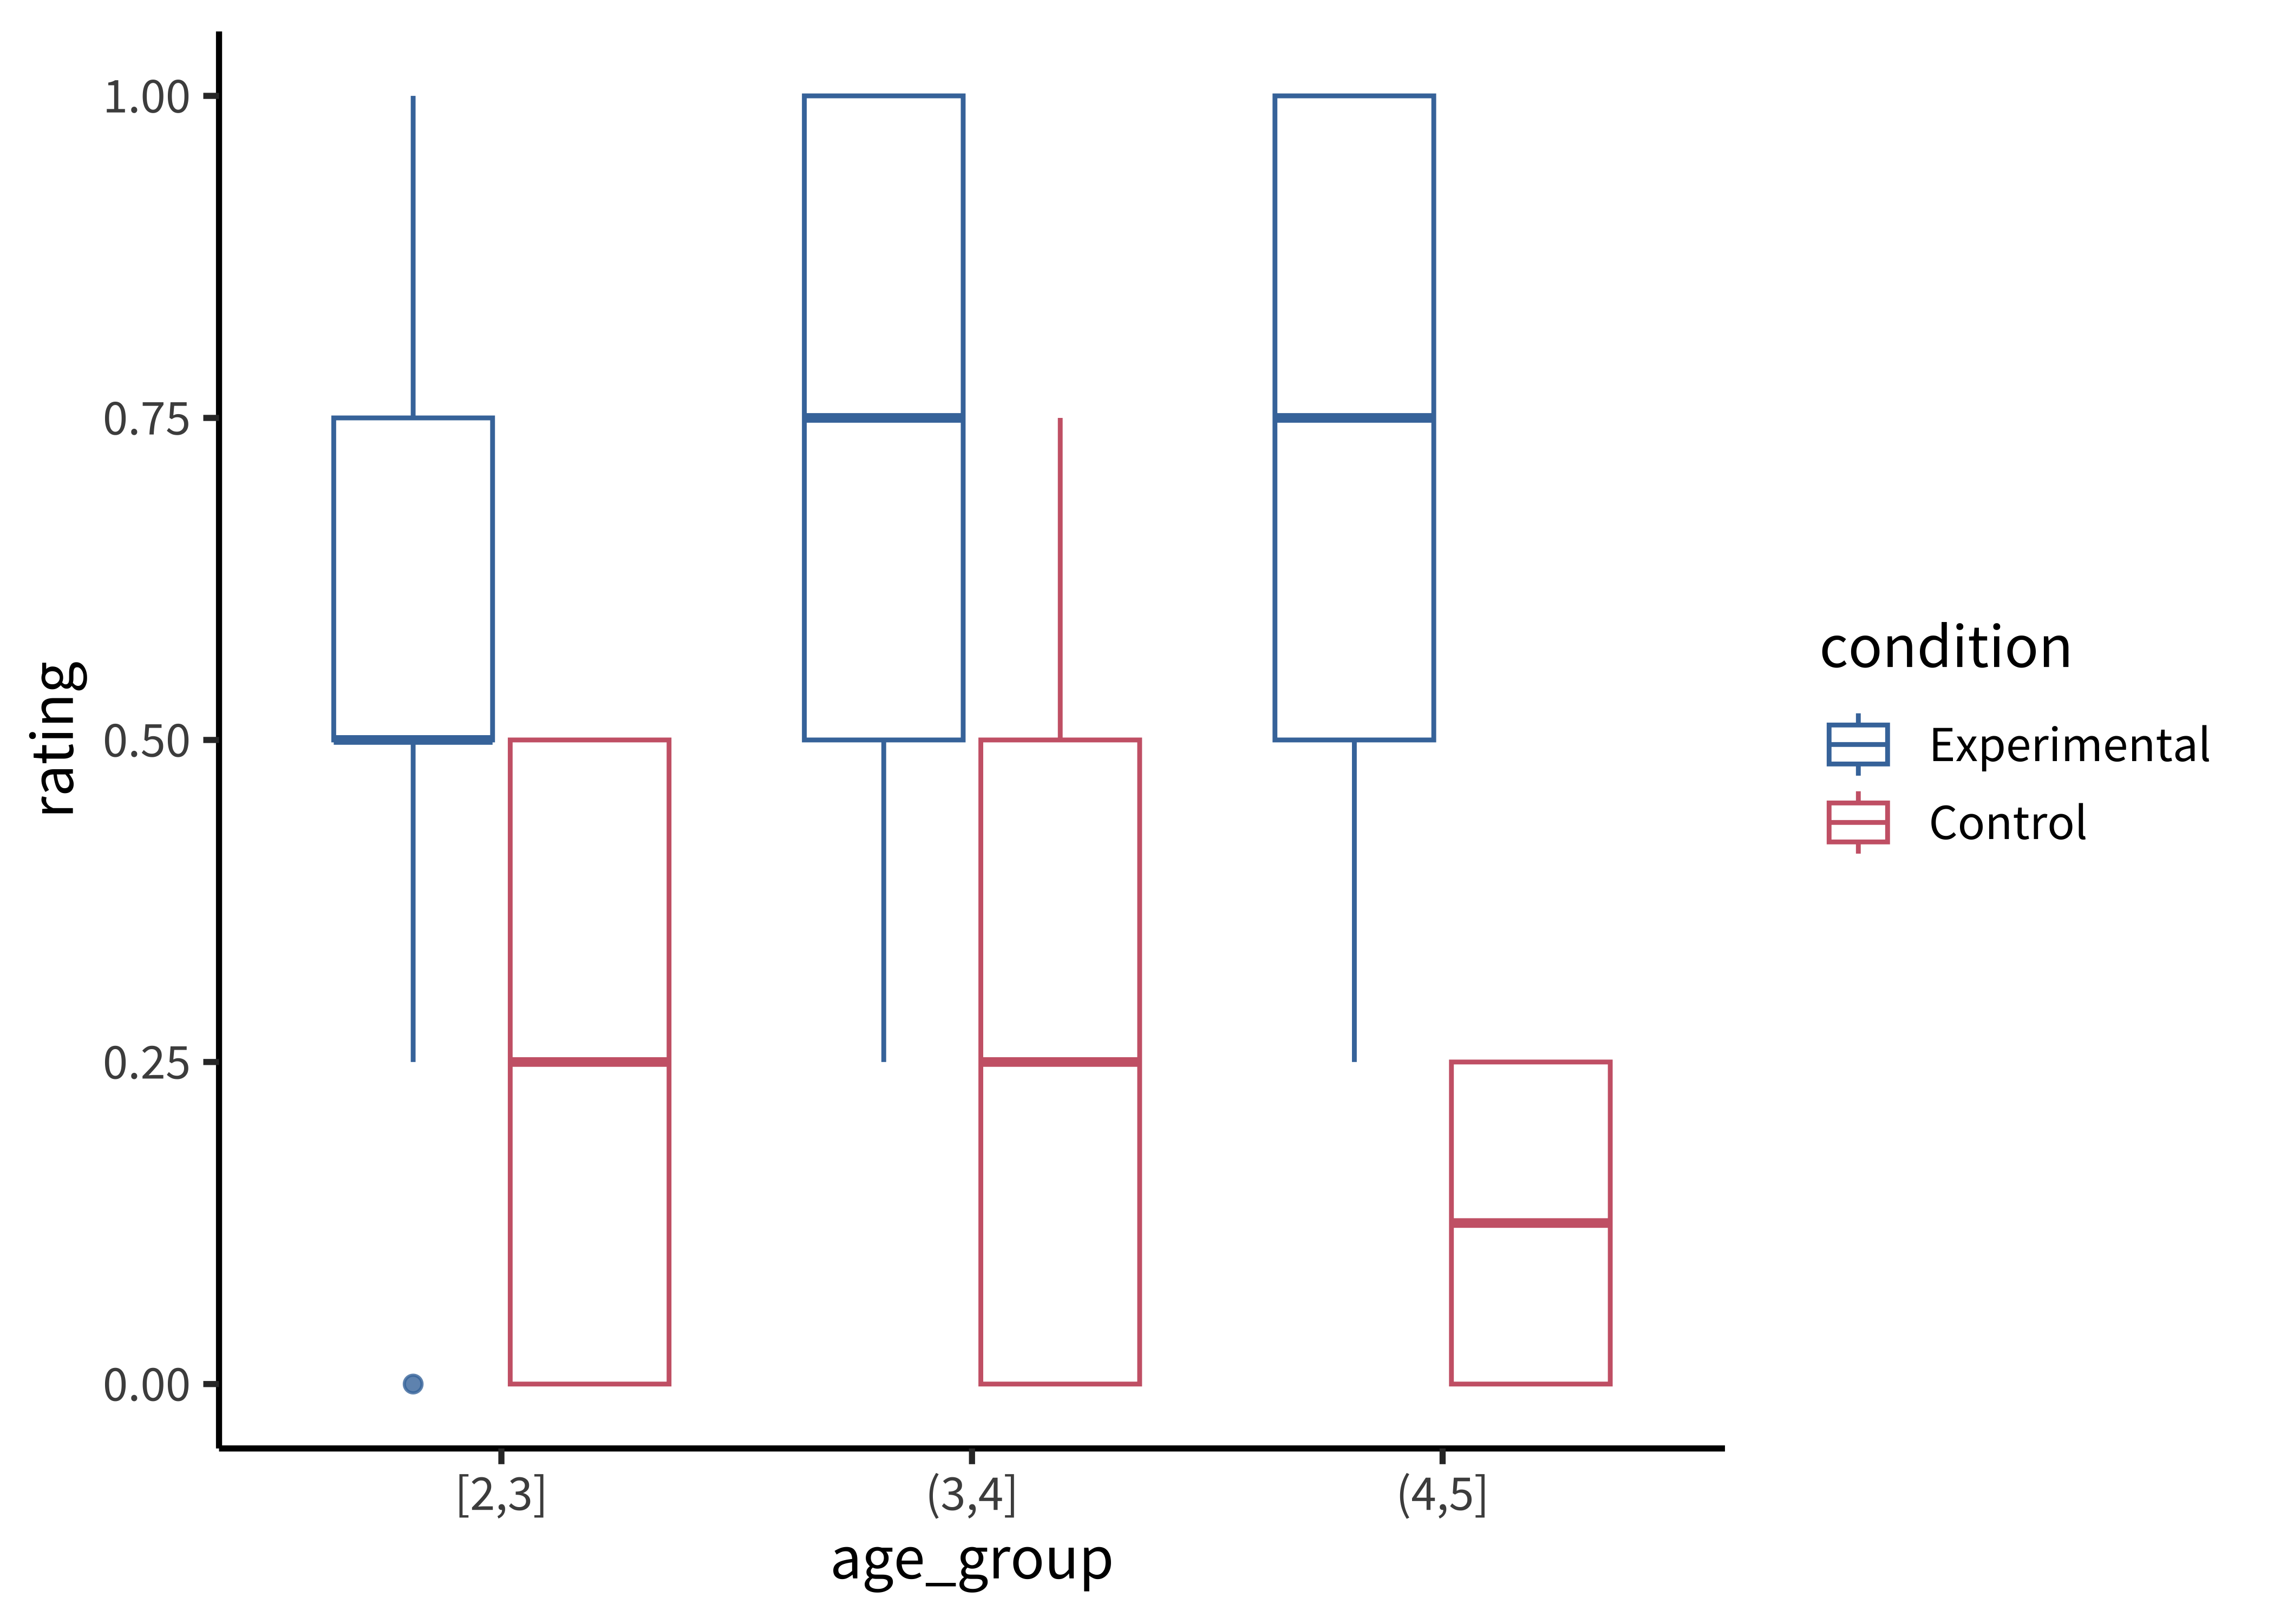 1.00
0.75
0.50
0.25
0.00
rating
[2,3]
(3,4]
(4,5]
age_group
condition
Experimental
Control